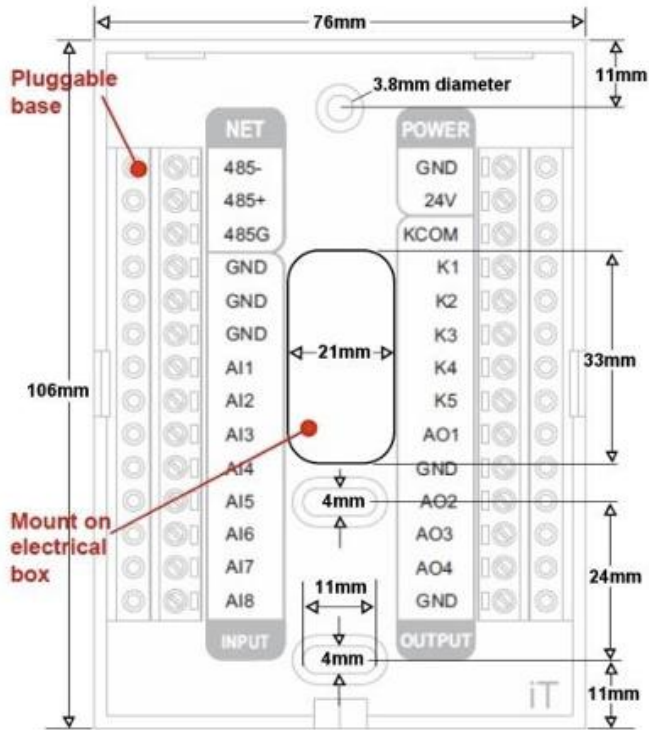 76mm
11mm
3.8mm diameter
Pluggable
base
NET
485-
485+
485G
GND
GND
GND
AI1
AI2
AI3
AI4
AI5
AI6
AI7
AI8
INPUT
POWER
GND
24V
KCOM
K1
K2
K3
K4
K5
AO1
GND
AO2
AO3
AO4
GND
OUTPUT
21mm
33mm
106mm
4mm
Mount on
electrical
box
11mm
24mm
4mm
11mm
iT